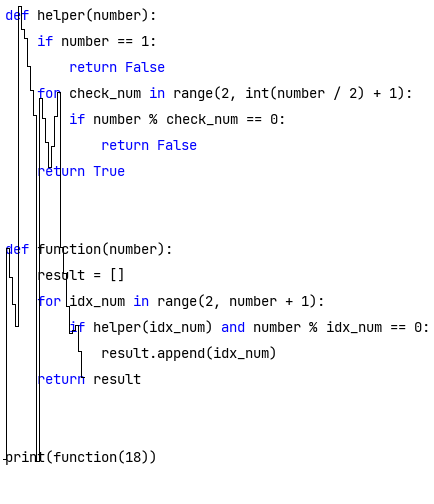 def helper(number):
    if number == 1:
        return False
    for check_num in range(2, int(number / 2) + 1):
        if number % check_num == 0:
            return False
    return True
def function(number):
    result = []
    for idx_num in range(2, number + 1):
        if helper(idx_num) and number % idx_num == 0:
            result.append(idx_num)
    return result
print(function(18))